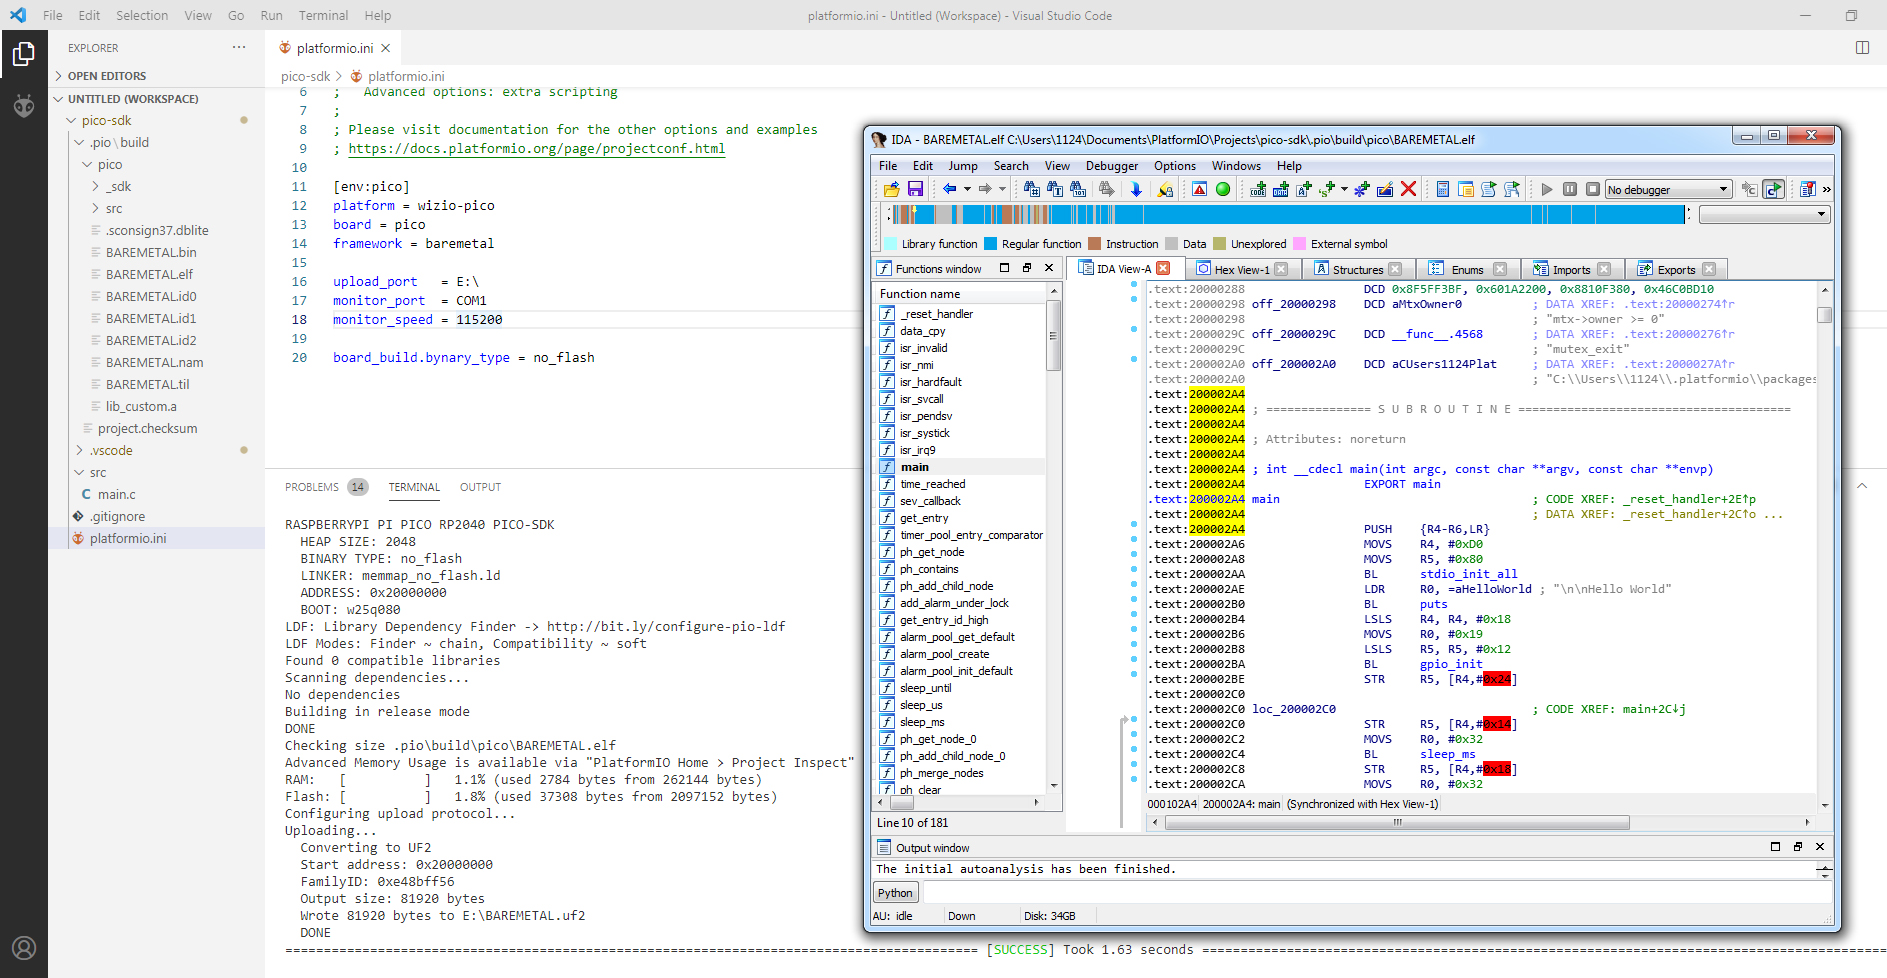 File Edit Selection View Go Run Terminal Help
platformio.ini - Untitled (Workspace) - Visual Studio Code
EXPLORER
OPEN EDITORS
UNTITLED (WORKSPACE)
pico-sdk
.pio \ build
pico
_sdk
src
.sconsign37.dblite
BAREMETAL.bin
BAREMETAL.elf
BAREMETAL.id0
BAREMETAL.id1
BAREMETAL.id2
BAREMETAL.nam
BAREMETAL.til
lib_custom.a
project.checksum
.vscode
src
C main.c
.gitignore
platformio.ini
platformio.ini
pico-sdk > platformio.ini
6 ;   Advanced options: extra scripting
7 ;
8 ; Please visit documentation for the other options and examples
9 ; https://docs.platformio.org/page/projectconf.html
10
11 [env:pico]
12 platform = wizio-pico
13 board = pico
14 framework = baremetal
15
16 upload_port   = E:\
17 monitor_port  = COM1
18 monitor_speed = 115200
19
20 board_build.bynary_type = no_flash
PROBLEMS 14 TERMINAL OUTPUT
RASPBERRYPI PI PICO RP2040 PICO-SDK
HEAP SIZE: 2048
BINARY TYPE: no_flash
LINKER: memmap_no_flash.ld
ADDRESS: 0x20000000
BOOT: w25q080
LDF: Library Dependency Finder -> http://bit.ly/configure-pio-ldf
LDF Modes: Finder ~ chain, Compatibility ~ soft
Found 0 compatible libraries
Scanning dependencies...
No dependencies
Building in release mode
DONE
Checking size .pio\build\pico\BAREMETAL.elf
Advanced Memory Usage is available via "PlatformIO Home > Project Inspect"
RAM:   [          ]   1.1% (used 2784 bytes from 262144 bytes)
Flash: [          ]   1.8% (used 37308 bytes from 2097152 bytes)
Configuring upload protocol...
Uploading...
Converting to UF2
Start address: 0x20000000
FamilyID: 0xe48bff56
Output size: 81920 bytes
Wrote 81920 bytes to E:\BAREMETAL.uf2
DONE
[SUCCESS] Took 1.63 seconds
IDA - BAREMETAL.elf C:\Users\1124\Documents\PlatformIO\Projects\pico-sdk\.pio\build\pico\BAREMETAL.elf
File Edit Jump Search View Debugger Options Windows Help
No debugger
Library function Regular function Instruction Data Unexplored External symbol
Functions window
IDA View-A Hex View-1 Structures Enums Imports Exports
Function name
_reset_handler
data_cpy
isr_invalid
isr_nmi
isr_hardfault
isr_svcall
isr_pendsv
isr_systick
isr_irq9
main
time_reached
sev_callback
get_entry
timer_pool_entry_comparator
ph_get_node
ph_contains
ph_add_child_node
add_alarm_under_lock
get_entry_id_high
alarm_pool_get_default
alarm_pool_create
alarm_pool_init_default
sleep_until
sleep_us
sleep_ms
ph_get_node_0
ph_add_child_node_0
ph_merge_nodes
ph_clear
Line 10 of 181
.text:20000288 DCD 0x8F5FF3BF, 0x601A2200, 0x8810F380, 0x46C0BD10
.text:20000298 off_20000298 DCD aMtxOwner0 ; DATA XREF: .text:20000274↑r
.text:20000298 ; "mtx->owner >= 0"
.text:2000029C off_2000029C DCD __func__.4568 ; DATA XREF: .text:20000276↑r
.text:2000029C ; "mutex_exit"
.text:200002A0 off_200002A0 DCD aCUsers1124Plat ; DATA XREF: .text:2000027A↑r
.text:200002A0 ; "C:\\Users\\1124\\.platformio\\packages
.text:200002A4
.text:200002A4 ; =============== S U B R O U T I N E =======================================
.text:200002A4
.text:200002A4 ; Attributes: noreturn
.text:200002A4
.text:200002A4 ; int __cdecl main(int argc, const char **argv, const char **envp)
.text:200002A4 EXPORT main
.text:200002A4 main ; CODE XREF: _reset_handler+2E↑p
.text:200002A4 ; DATA XREF: _reset_handler+2C↑o ...
.text:200002A4 PUSH {R4-R6,LR}
.text:200002A6 MOVS R4, #0xD0
.text:200002A8 MOVS R5, #0x80
.text:200002AA BL stdio_init_all
.text:200002AE LDR R0, =aHelloWorld ; "\n\nHello World"
.text:200002B0 BL puts
.text:200002B4 LSLS R4, R4, #0x18
.text:200002B6 MOVS R0, #0x19
.text:200002B8 LSLS R5, R5, #0x12
.text:200002BA BL gpio_init
.text:200002BE STR R5, [R4,#0x24]
.text:200002C0
.text:200002C0 loc_200002C0 ; CODE XREF: main+2C↓j
.text:200002C0 STR R5, [R4,#0x14]
.text:200002C2 MOVS R0, #0x32
.text:200002C4 BL sleep_ms
.text:200002C8 STR R5, [R4,#0x18]
.text:200002CA MOVS R0, #0x32
000102A4 200002A4: main (Synchronized with Hex View-1)
Output window
The initial autoanalysis has been finished.
Python
AU: idle Down Disk: 34GB